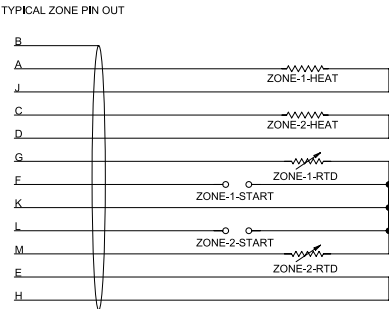 TYPICAL ZONE PIN OUT
B
A
ZONE-1-HEAT
J
C
ZONE-2-HEAT
D
G
ZONE-1-RTD
F
ZONE-1-START
K
L
ZONE-2-START
M
ZONE-2-RTD
E
H